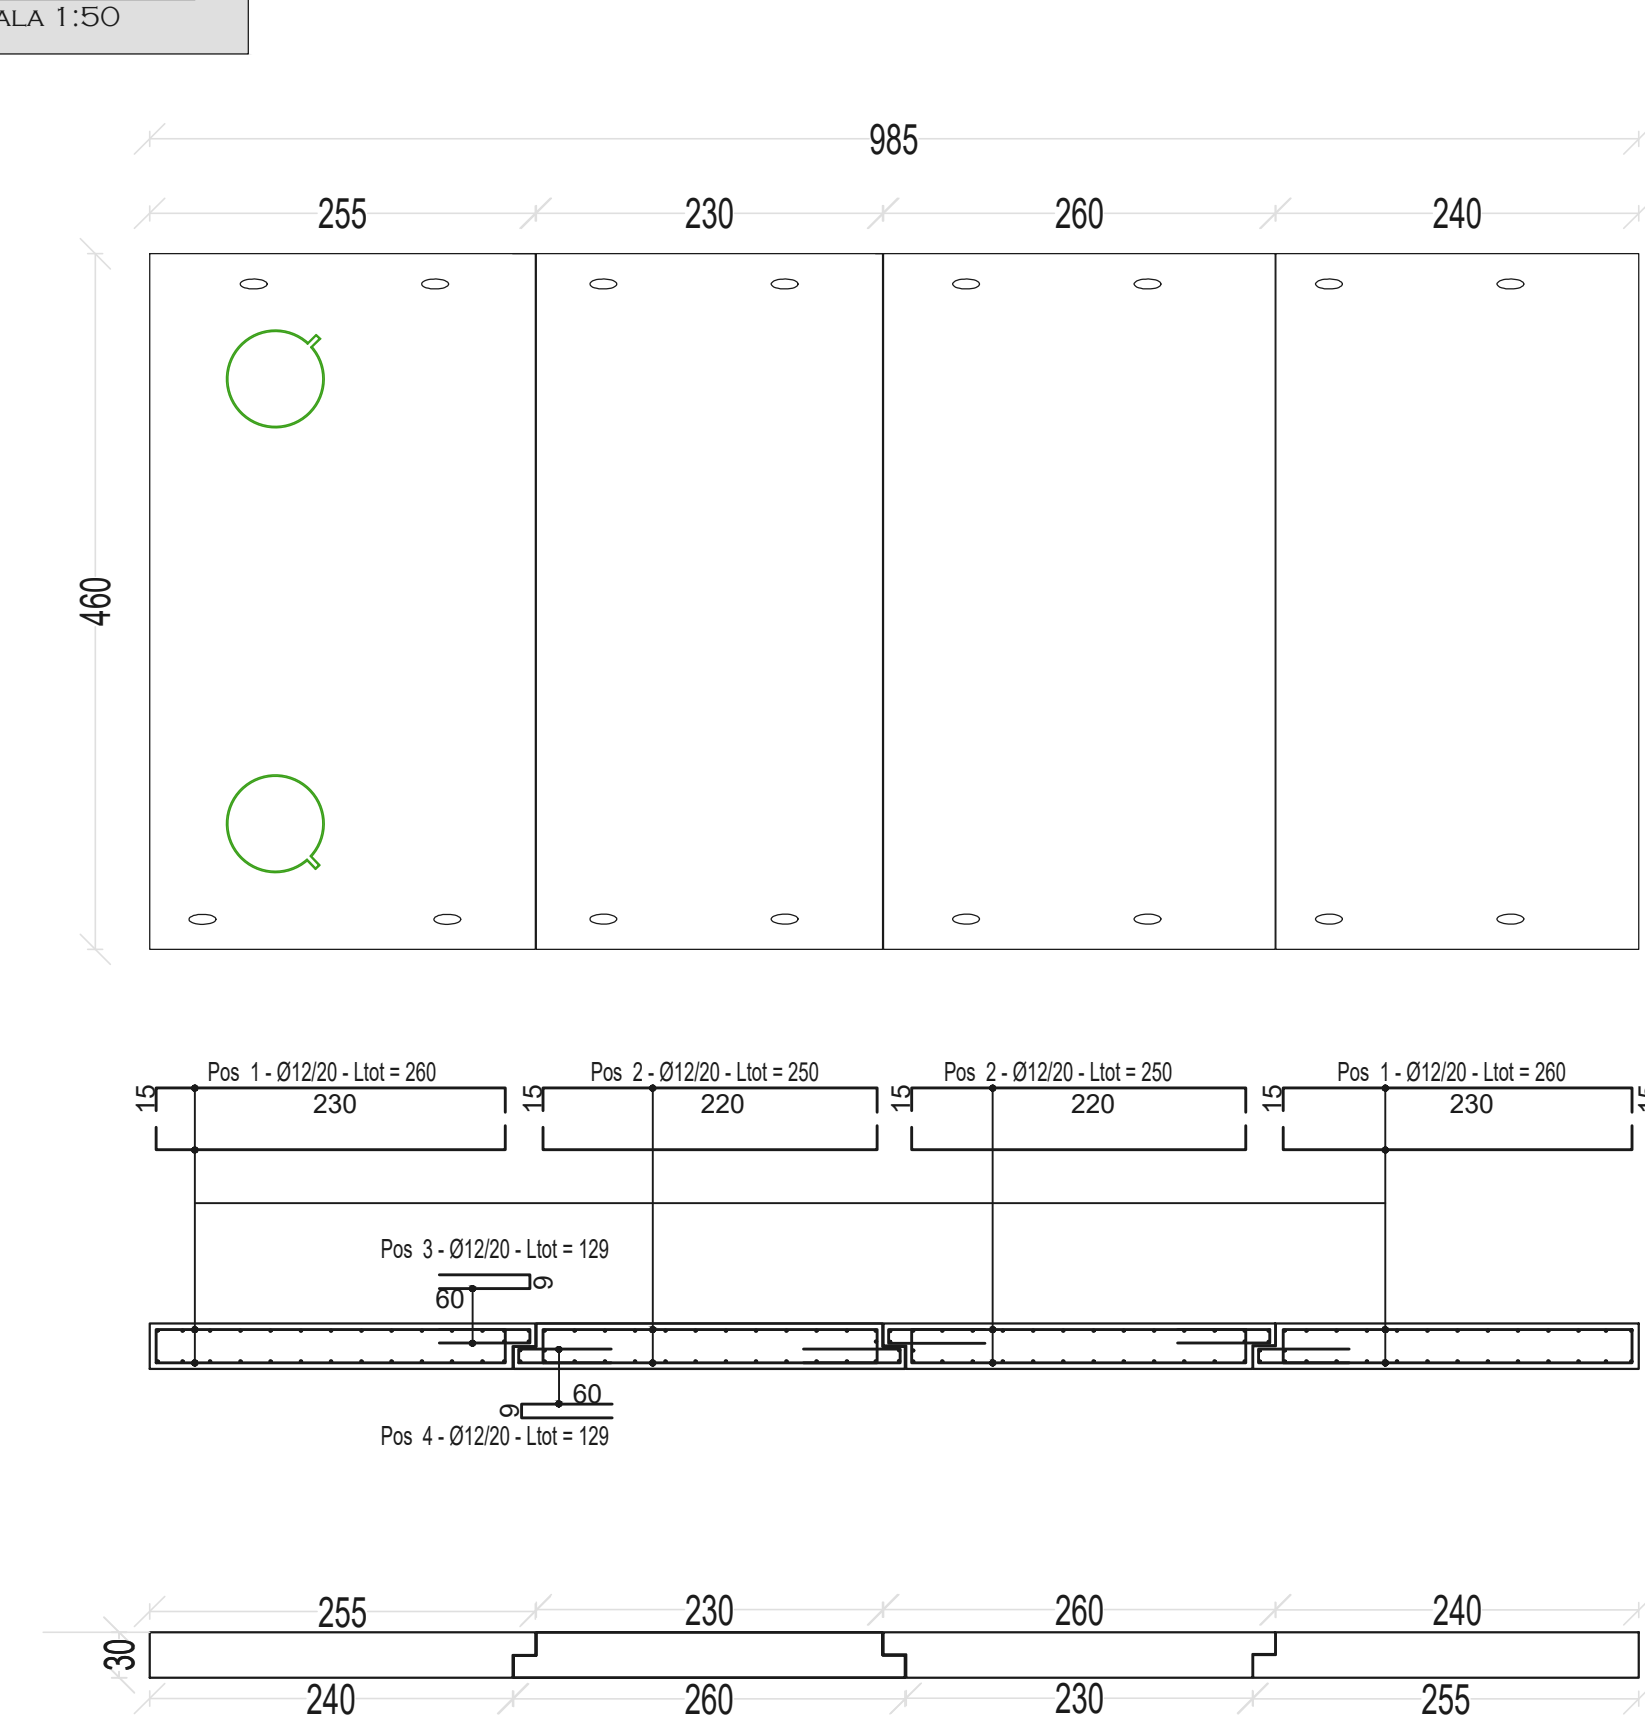 ALA 1:50
985
255 230 260 240
460
Pos 1 - Ø12/20 - Ltot = 260
Pos 2 - Ø12/20 - Ltot = 250
Pos 2 - Ø12/20 - Ltot = 250
Pos 1 - Ø12/20 - Ltot = 260
15 230 15 220 15 220 15 230 15
Pos 3 - Ø12/20 - Ltot = 129
60 9
9 60
Pos 4 - Ø12/20 - Ltot = 129
255 230 260 240
30
240 260 230 255